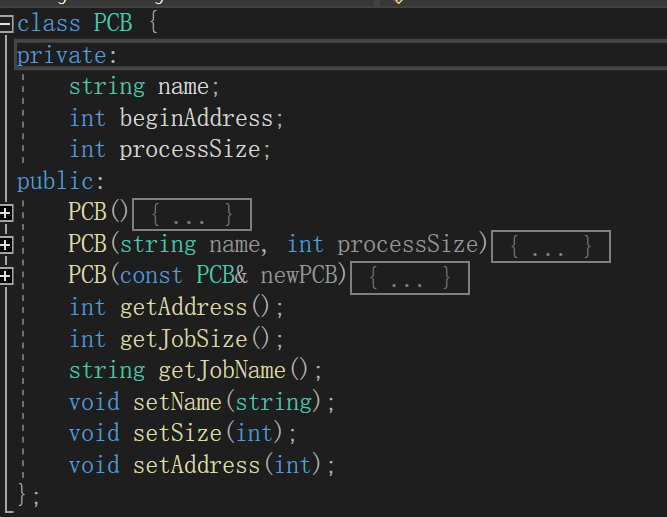 class PCB {
private:
string name;
int beginAddress;
int processSize;
public:
PCB() { ... }
PCB(string name, int processSize) { ... }
PCB(const PCB& newPCB) { ... }
int getAddress();
int getJobSize();
string getJobName();
void setName(string);
void setSize(int);
void setAddress(int);
};